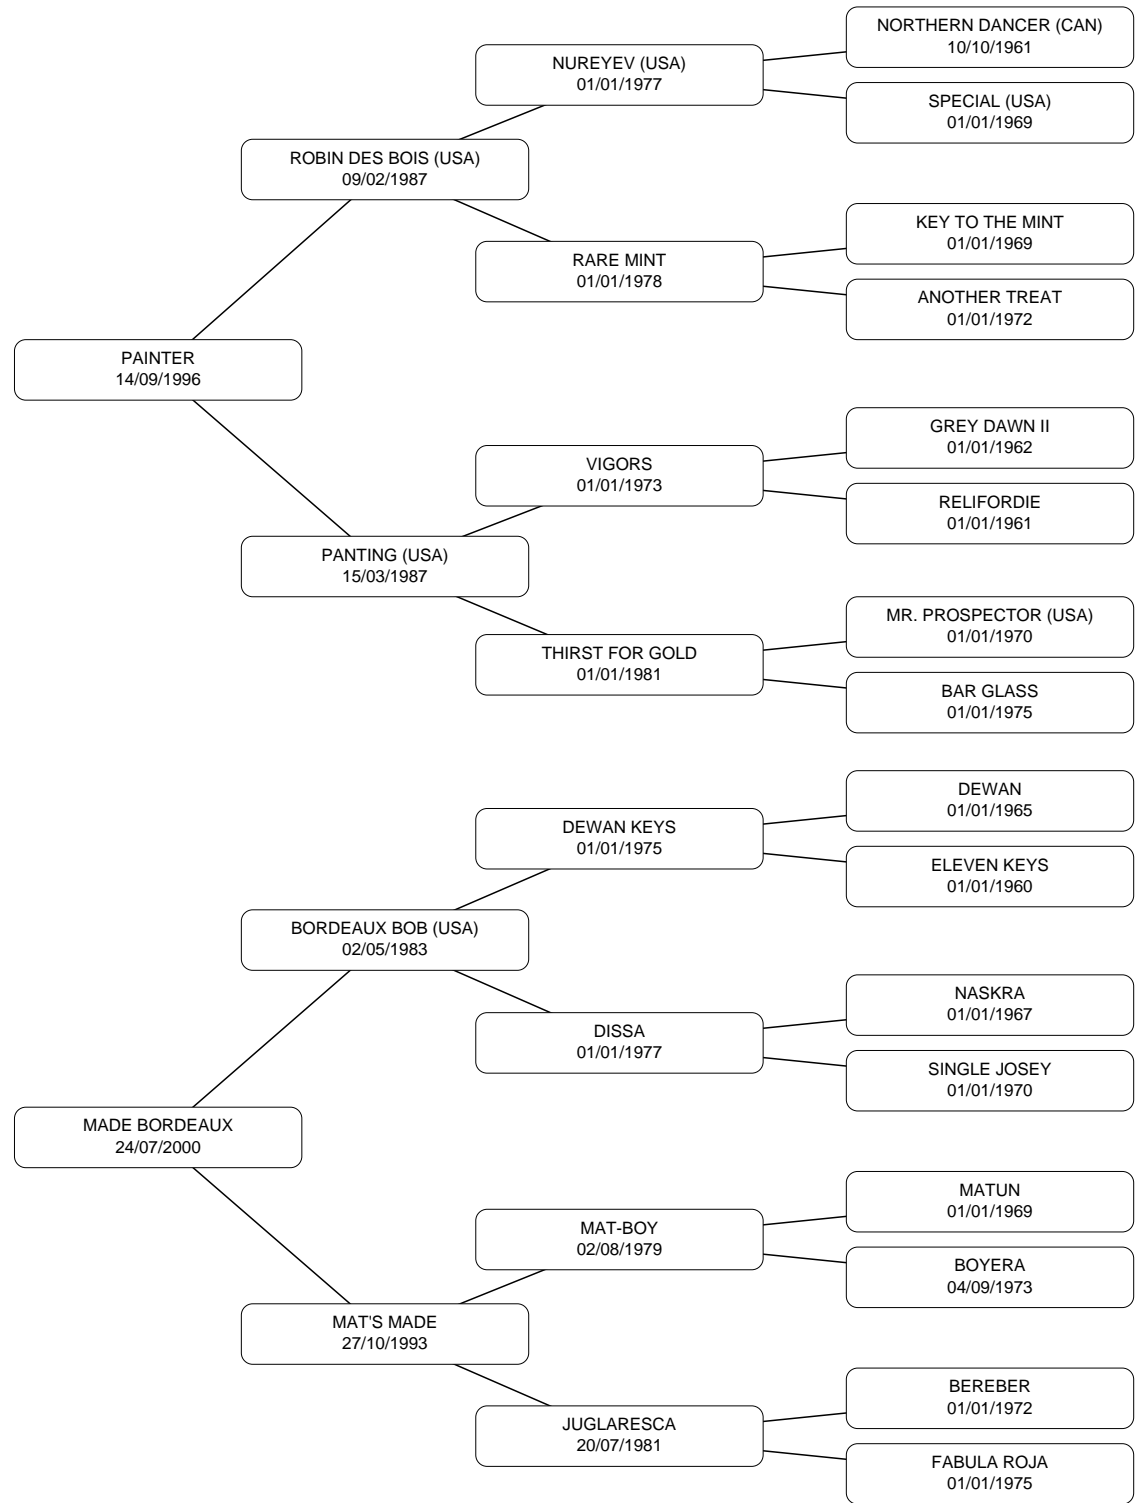 NORTHERN DANCER (CAN)
10/10/1961
NUREYEV (USA)
01/01/1977
SPECIAL (USA)
01/01/1969
ROBIN DES BOIS (USA)
09/02/1987
KEY TO THE MINT
01/01/1969
RARE MINT
01/01/1978
ANOTHER TREAT
01/01/1972
PAINTER
14/09/1996
GREY DAWN II
01/01/1962
VIGORS
01/01/1973
RELIFORDIE
01/01/1961
PANTING (USA)
15/03/1987
MR. PROSPECTOR (USA)
01/01/1970
THIRST FOR GOLD
01/01/1981
BAR GLASS
01/01/1975
DEWAN
01/01/1965
DEWAN KEYS
01/01/1975
ELEVEN KEYS
01/01/1960
BORDEAUX BOB (USA)
02/05/1983
NASKRA
01/01/1967
DISSA
01/01/1977
SINGLE JOSEY
01/01/1970
MADE BORDEAUX
24/07/2000
MATUN
01/01/1969
MAT-BOY
02/08/1979
BOYERA
04/09/1973
MAT'S MADE
27/10/1993
BEREBER
01/01/1972
JUGLARESCA
20/07/1981
FABULA ROJA
01/01/1975